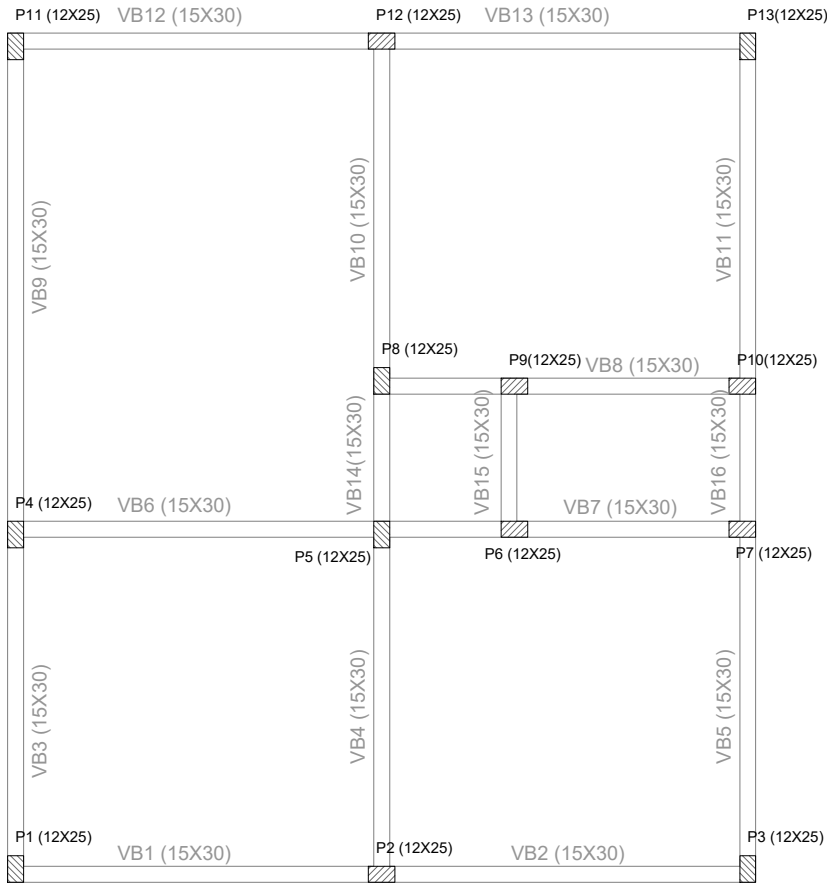 P11 (12X25)
VB12 (15X30)
P12 (12X25)
VB13 (15X30)
P13(12X25)
VB9 (15X30)
VB10 (15X30)
VB11 (15X30)
P8 (12X25)
P9(12X25)
VB8 (15X30)
P10(12X25)
VB14(15X30)
VB15 (15X30)
VB16 (15X30)
P4 (12X25)
VB6 (15X30)
VB7 (15X30)
P5 (12X25)
P6 (12X25)
P7 (12X25)
VB3 (15X30)
VB4 (15X30)
VB5 (15X30)
P1 (12X25)
VB1 (15X30)
P2 (12X25)
VB2 (15X30)
P3 (12X25)